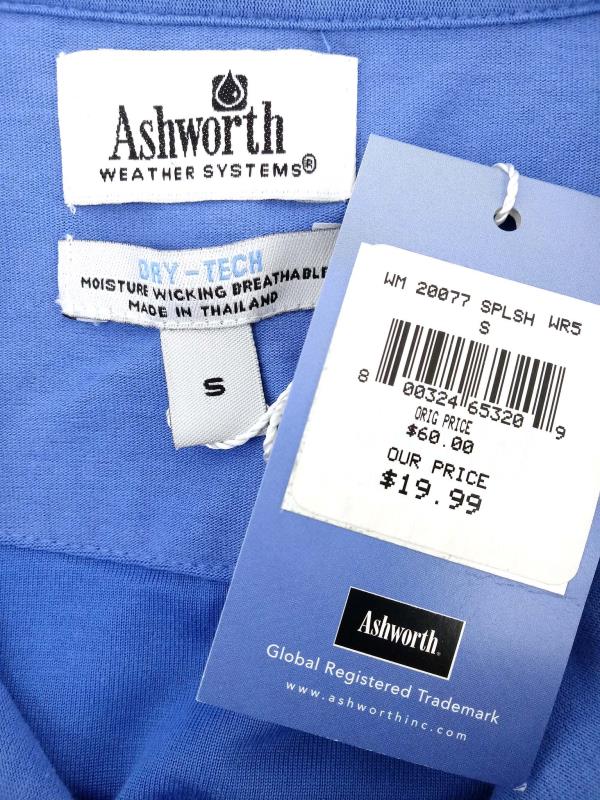 Ashworth
WEATHER SYSTEMS®
DRY-TECH
MOISTURE WICKING BREATHABLE
MADE IN THAILAND
S
WM 20077 SPLSH WR5
S
8 00324 65320 9
ORIG PRICE
$60.00
OUR PRICE
$19.99
Ashworth.
Global Registered Trademark
www.ashworthinc.com